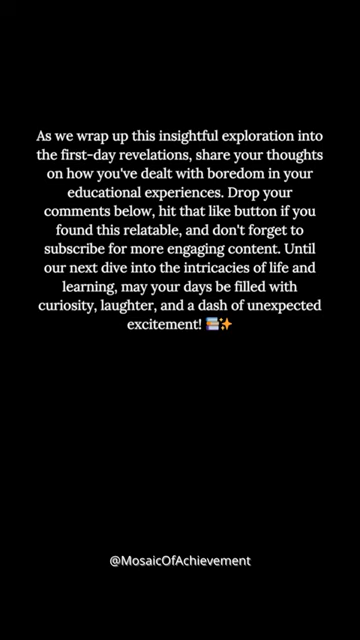 As we wrap up this insightful exploration into
the first-day revelations, share your thoughts
on how you've dealt with boredom in your
educational experiences. Drop your
comments below, hit that like button if you
found this relatable, and don't forget to
subscribe for more engaging content. Until
our next dive into the intricacies of life and
learning, may your days be filled with
curiosity, laughter, and a dash of unexpected
excitement! 📚✨
@MosaicOfAchievement